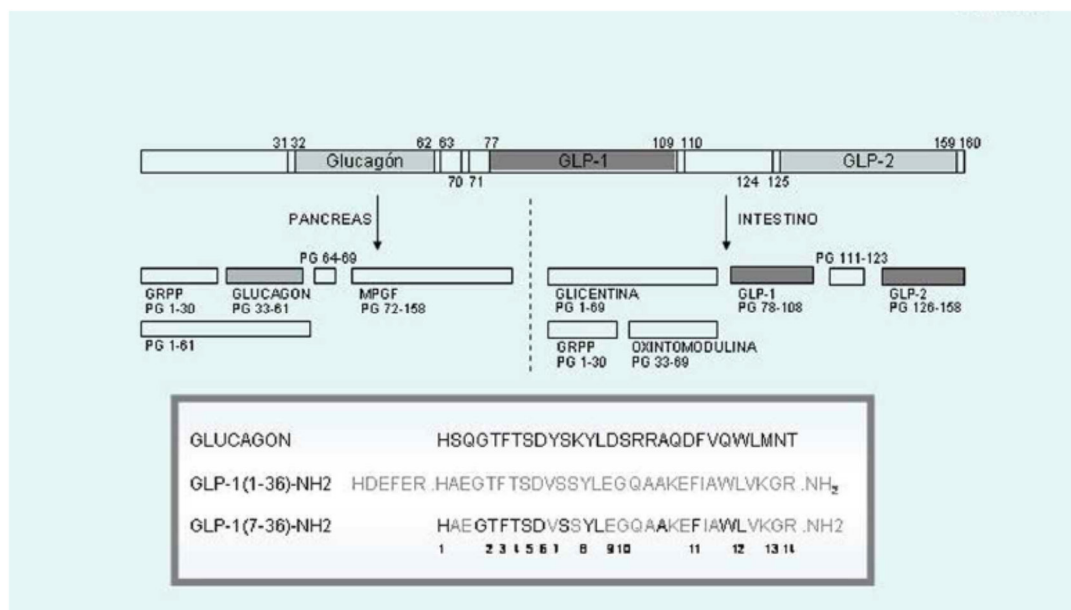 31 32 62 63 77 109 110 159 160
Glucagón GLP-1 GLP-2
70 71 124 125
PANCREAS INTESTINO
PG 64-69 PG 111-123
GRPP GLUCAGON MPGF GLICENTINA GLP-1 GLP-2
PG 1-30 PG 33-61 PG 72-158 PG 1-69 PG 78-108 PG 126-158
PG 1-61 GRPP OXINTOMODULINA
PG 1-30 PG 33-69
GLUCAGON HSQGTFTSDYSKYLDSRRAQDFVQWLMNT
GLP-1(1-36)-NH2 HDEFER .HAEGTFTSDVSSYLEGQAAKEFIAWLVKGR .NH2
GLP-1(7-36)-NH2 HAEGTFTSDVSSYLEGQAAKEFIAWLVKGR .NH2
1 2 3 4 5 6 7 8 9 10 11 12 13 14